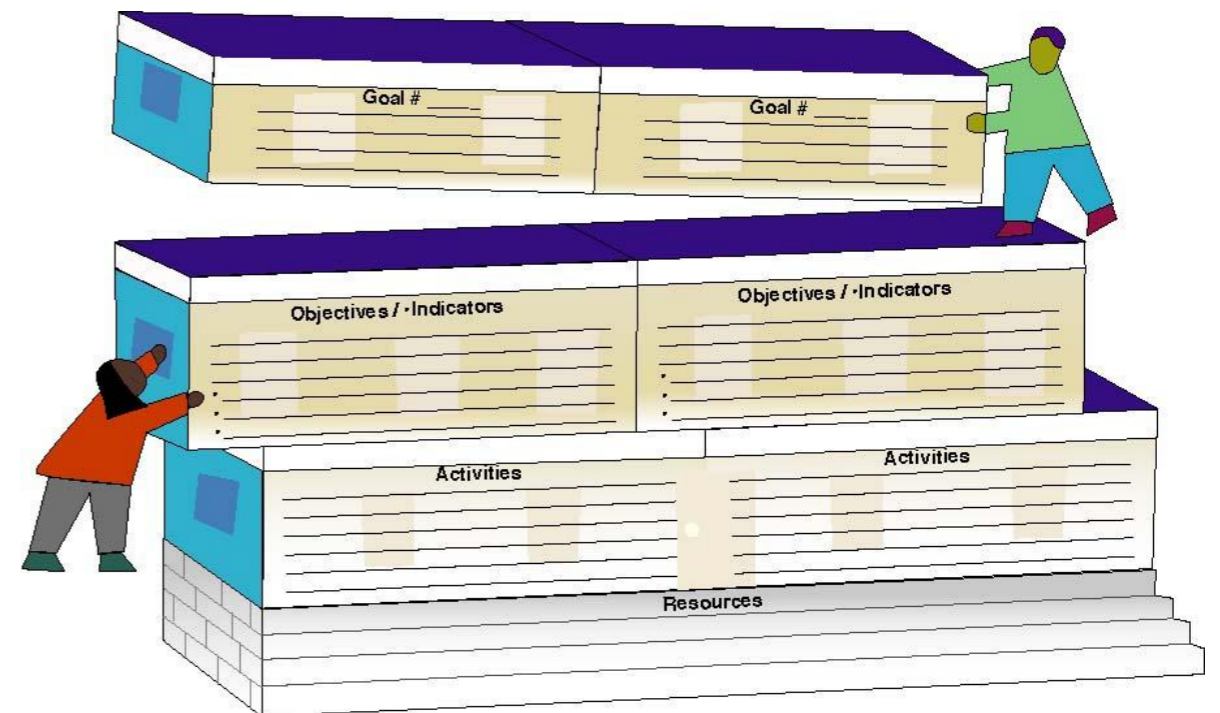 Goal # ____
Goal # ____
Objectives / •Indicators
Objectives / •Indicators
Activities
Activities
Resources